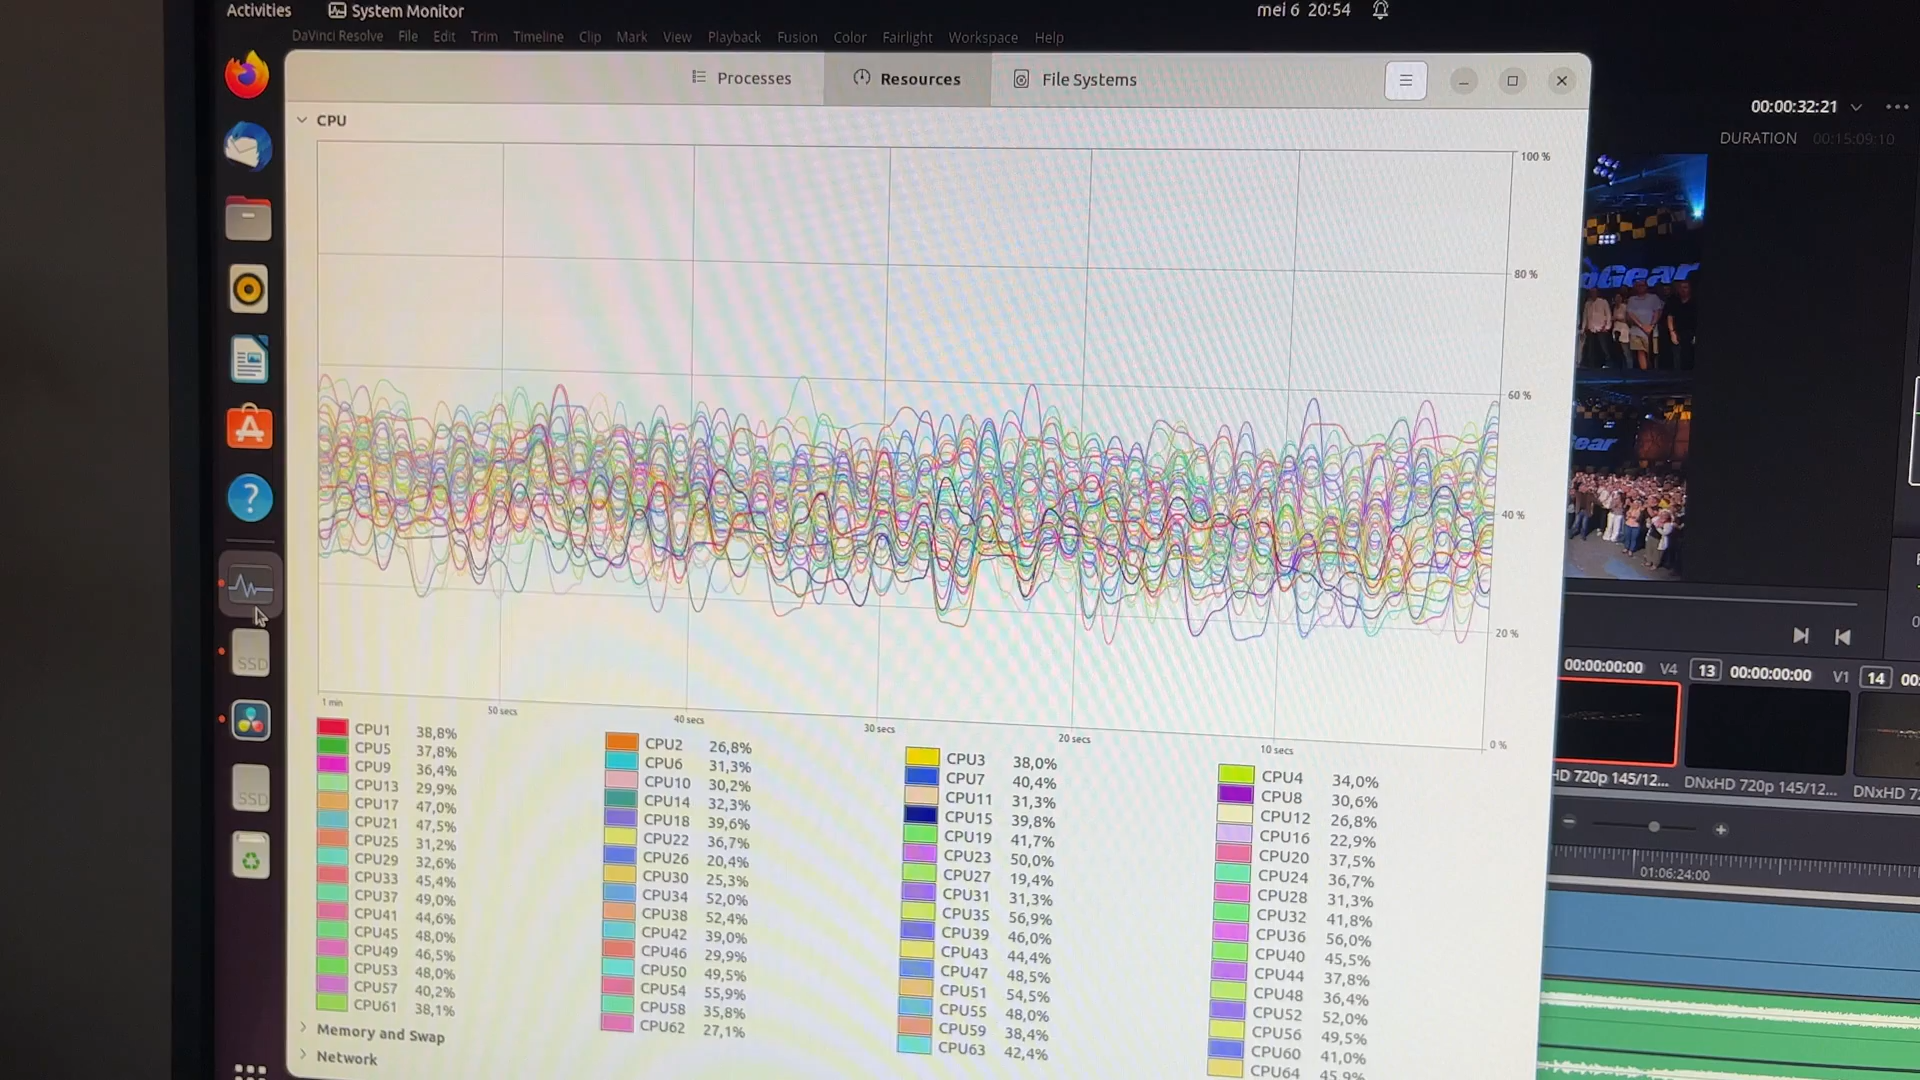 Activities System Monitor mei 6 20:54
DaVinci Resolve File Edit Trim Timeline Clip Mark View Playback Fusion Color Fairlight Workspace Help
Processes Resources File Systems
00:00:32:21
DURATION 00:15:09:10
CPU
100 %
80 %
60 %
40 %
20 %
0 %
1 min 50 secs 40 secs 30 secs 20 secs 10 secs
CPU1 38,8% CPU2 26,8% CPU3 38,0% CPU4 34,0%
CPU5 37,8% CPU6 31,3% CPU7 40,4% CPU8 30,6%
CPU9 36,4% CPU10 30,2% CPU11 31,3% CPU12 26,8%
CPU13 29,9% CPU14 32,3% CPU15 39,8% CPU16 22,9%
CPU17 47,0% CPU18 39,6% CPU19 41,7% CPU20 37,5%
CPU21 47,5% CPU22 36,7% CPU23 50,0% CPU24 36,7%
CPU25 31,2% CPU26 20,4% CPU27 19,4% CPU28 31,3%
CPU29 32,6% CPU30 25,3% CPU31 31,3% CPU32 41,8%
CPU33 45,4% CPU34 52,0% CPU35 56,9% CPU36 56,0%
CPU37 49,0% CPU38 52,4% CPU39 46,0% CPU40 45,5%
CPU41 44,6% CPU42 39,0% CPU43 44,4% CPU44 37,8%
CPU45 48,0% CPU46 29,9% CPU47 48,5% CPU48 36,4%
CPU49 46,5% CPU50 49,5% CPU51 54,5% CPU52 52,0%
CPU53 48,0% CPU54 55,9% CPU55 48,0% CPU56 49,5%
CPU57 40,2% CPU58 35,8% CPU59 38,4% CPU60 41,0%
CPU61 38,1% CPU62 27,1% CPU63 42,4% CPU64 45,9%
Memory and Swap
Network
SSD
SSD
pGear
ear
00:00:00:00 V4 13 00:00:00:00 V1 14 00
HD 720p 145/12... DNxHD 720p 145/12... DNxHD 7
01:06:24:00